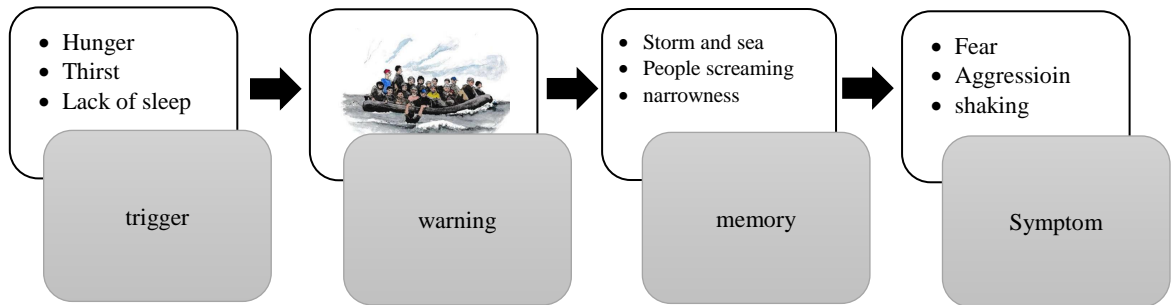 • Hunger
• Thirst
• Lack of sleep
trigger
warning
• Storm and sea
• People screaming
• narrowness
memory
• Fear
• Aggressioin
• shaking
Symptom